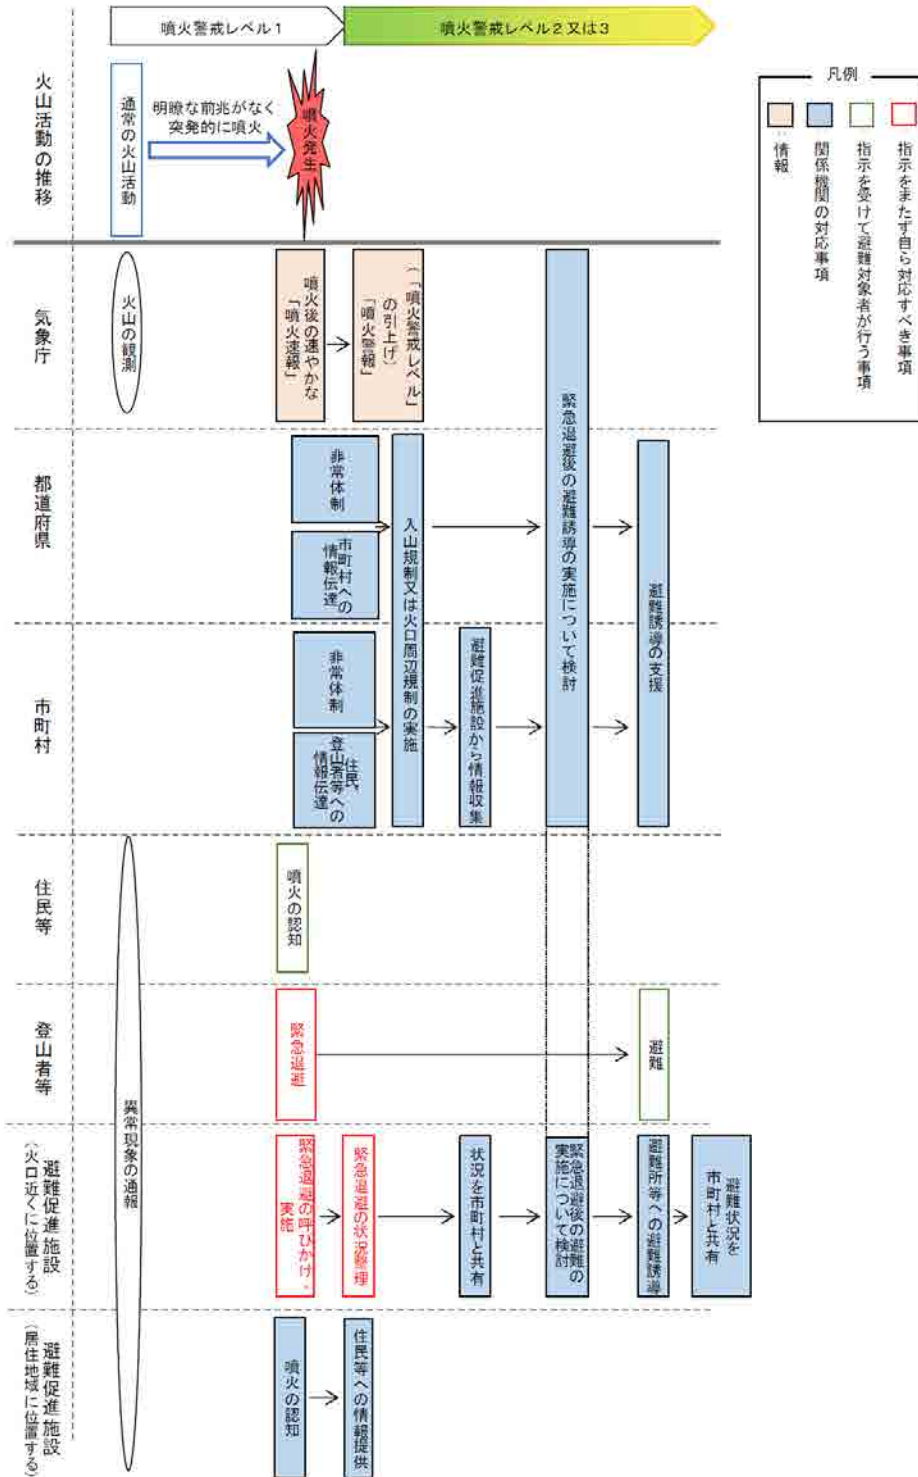 噴火警戒レベル1
噴火警戒レベル2又は3
火山活動の推移
通常の火山活動
明瞭な前兆がなく
突発的に噴火
噴火発生
凡例
:情報
関係機関の対応事項
指示を受けて避難対象者が行う事項
指示をまたず自ら対応すべき事項
気象庁
火山の観測
噴火後の速やかな
「噴火速報」
(「噴火警戒レベル」
の引上げ)
「噴火警報」
緊急退避後の避難誘導の実施について検討
都道府県
非常体制
市町村への
情報伝達
入山規制又は火口周辺規制の実施
避難誘導の支援
市町村
非常体制
住民、
登山者等への
情報伝達
避難促進施設から情報収集
住民等
噴火の認知
登山者等
緊急退避
避難
異常現象の通報
避難促進施設
(火口近くに位置する)
緊急退避の呼びかけ・
実施
緊急退避の状況整理
状況を市町村と共有
緊急退避後の避難の
実施について検討
避難所等への避難誘導
避難状況を
市町村と共有
避難促進施設
(居住地域に位置する)
噴火の認知
住民等への情報提供